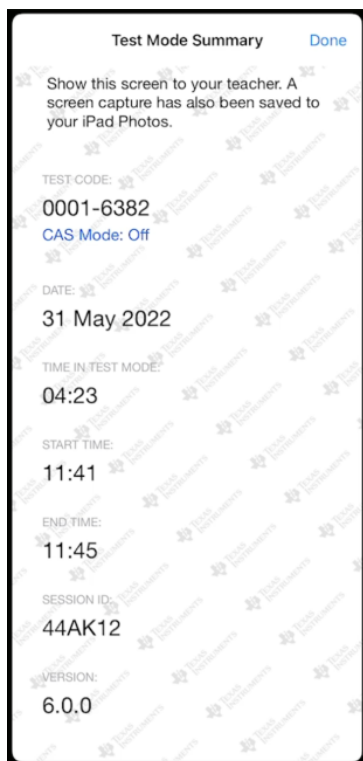 Test Mode Summary Done
Show this screen to your teacher. A
screen capture has also been saved to
your iPad Photos.
TEST CODE:
0001-6382
CAS Mode: Off
DATE:
31 May 2022
TIME IN TEST MODE:
04:23
START TIME:
11:41
END TIME:
11:45
SESSION ID:
44AK12
VERSION:
6.0.0
TEXAS
INSTRUMENTS